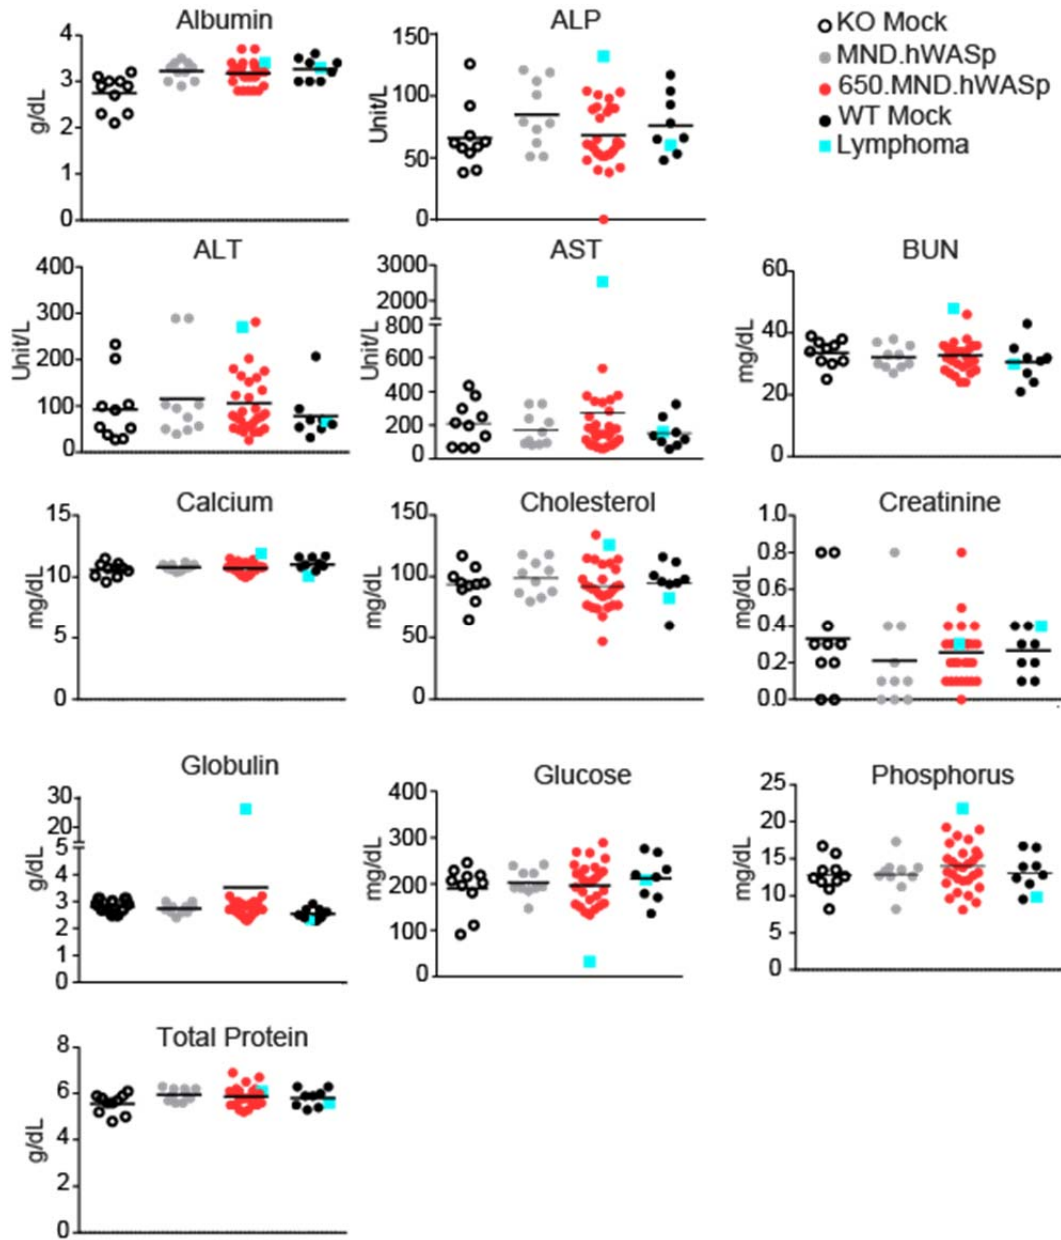 Albumin
4
3
2
1
0
g/dL
ALP
150
100
50
0
Unit/L
KO Mock
MND.hWASp
650.MND.hWASp
WT Mock
Lymphoma
ALT
400
300
200
100
0
Unit/L
AST
3000
2000
800
600
400
200
0
Unit/L
BUN
60
40
20
0
mg/dL
Calcium
15
10
5
0
mg/dL
Cholesterol
150
100
50
0
mg/dL
Creatinine
1.0
0.8
0.6
0.4
0.2
0.0
mg/dL
Globulin
30
20
5
4
3
2
1
0
g/dL
Glucose
400
300
200
100
0
mg/dL
Phosphorus
25
20
15
10
5
0
mg/dL
Total Protein
8
6
4
2
0
g/dL